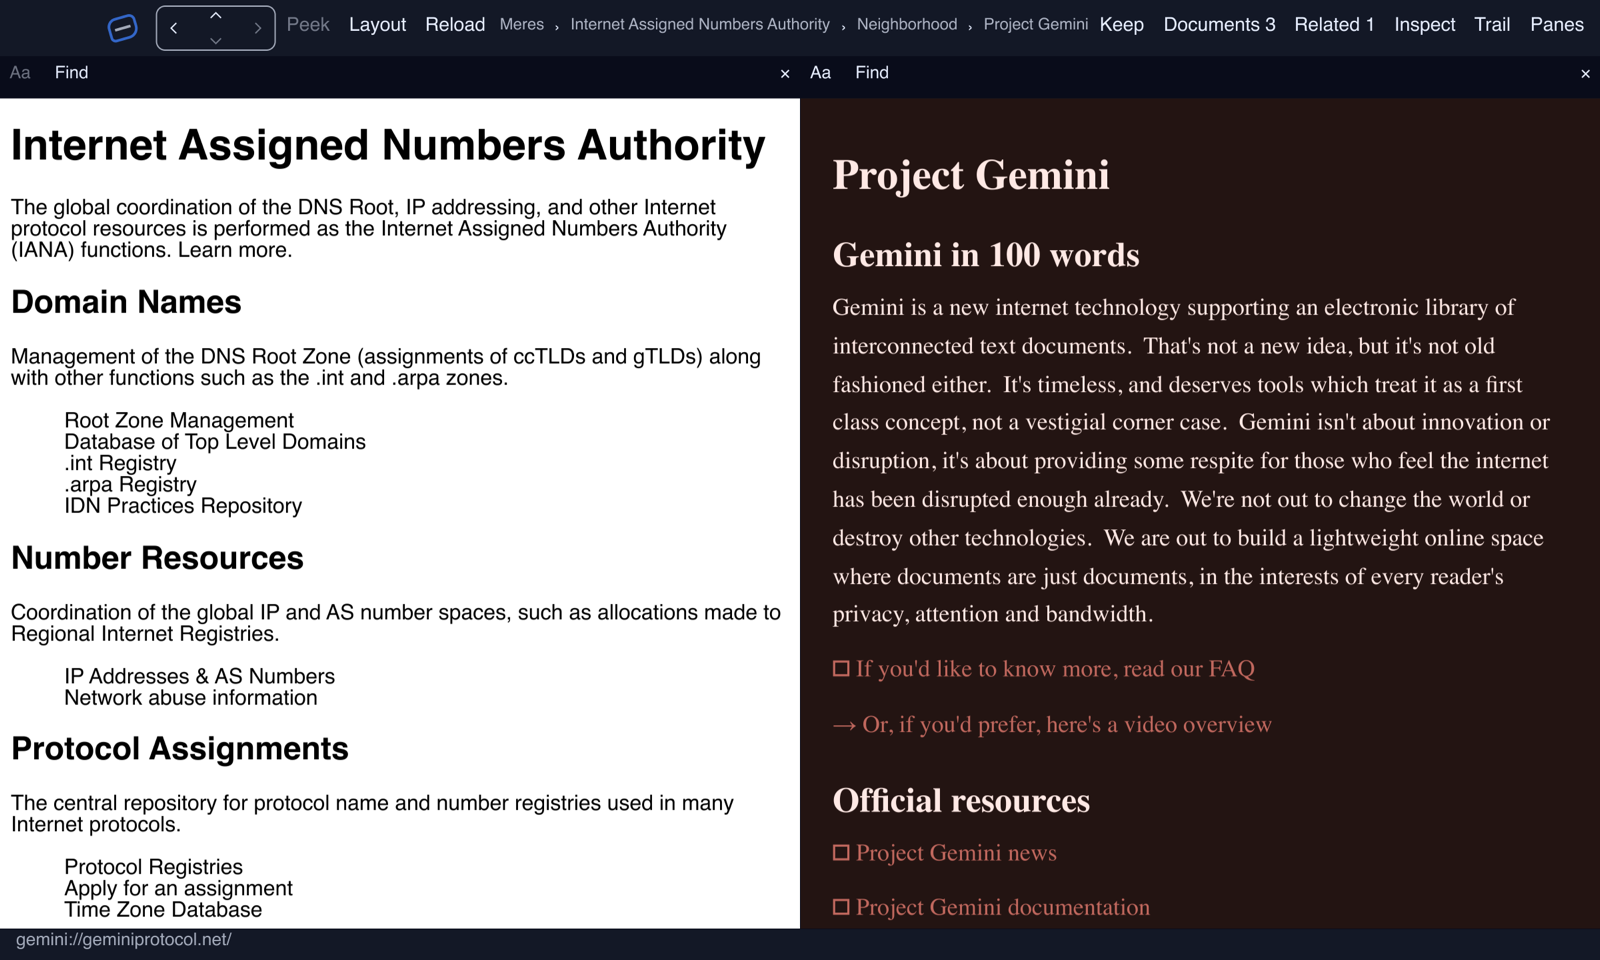 Peek Layout Reload Meres › Internet Assigned Numbers Authority › Neighborhood › Project Gemini Keep Documents 3 Related 1 Inspect Trail Panes
Aa Find ×
Aa Find ×
Internet Assigned Numbers Authority
The global coordination of the DNS Root, IP addressing, and other Internet
protocol resources is performed as the Internet Assigned Numbers Authority
(IANA) functions. Learn more.
Domain Names
Management of the DNS Root Zone (assignments of ccTLDs and gTLDs) along
with other functions such as the .int and .arpa zones.
Root Zone Management
Database of Top Level Domains
.int Registry
.arpa Registry
IDN Practices Repository
Number Resources
Coordination of the global IP and AS number spaces, such as allocations made to
Regional Internet Registries.
IP Addresses & AS Numbers
Network abuse information
Protocol Assignments
The central repository for protocol name and number registries used in many
Internet protocols.
Protocol Registries
Apply for an assignment
Time Zone Database
Project Gemini
Gemini in 100 words
Gemini is a new internet technology supporting an electronic library of
interconnected text documents.  That's not a new idea, but it's not old
fashioned either.  It's timeless, and deserves tools which treat it as a first
class concept, not a vestigial corner case.  Gemini isn't about innovation or
disruption, it's about providing some respite for those who feel the internet
has been disrupted enough already.  We're not out to change the world or
destroy other technologies.  We are out to build a lightweight online space
where documents are just documents, in the interests of every reader's
privacy, attention and bandwidth.
□ If you'd like to know more, read our FAQ
→ Or, if you'd prefer, here's a video overview
Official resources
□ Project Gemini news
□ Project Gemini documentation
gemini://geminiprotocol.net/